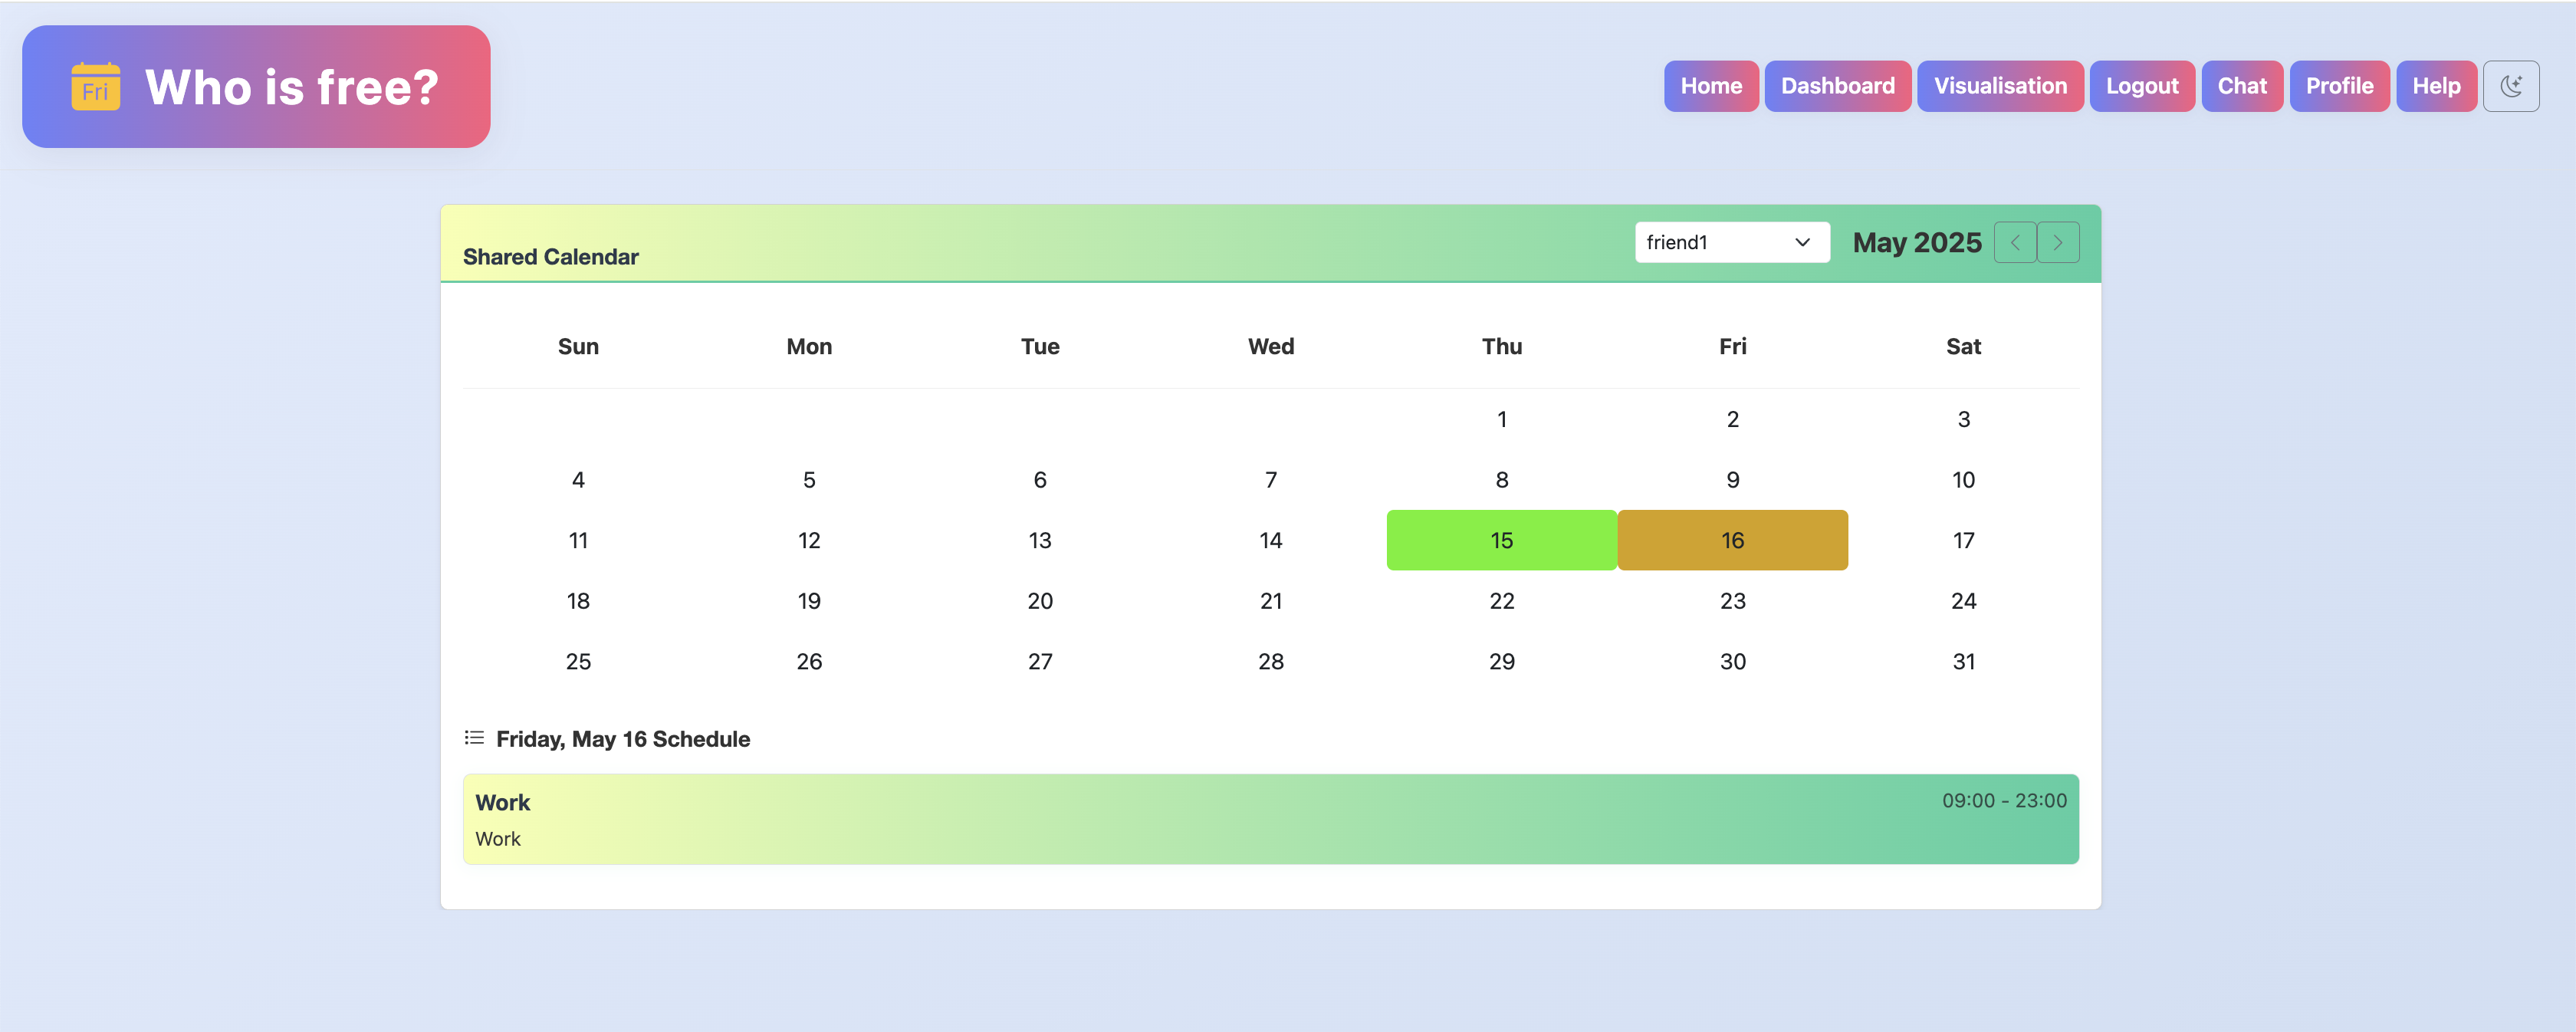 Fri Who is free?
Home Dashboard Visualisation Logout Chat Profile Help
Shared Calendar friend1 May 2025
Sun Mon Tue Wed Thu Fri Sat
1 2 3
4 5 6 7 8 9 10
11 12 13 14 15 16 17
18 19 20 21 22 23 24
25 26 27 28 29 30 31
Friday, May 16 Schedule
Work 09:00 - 23:00
Work